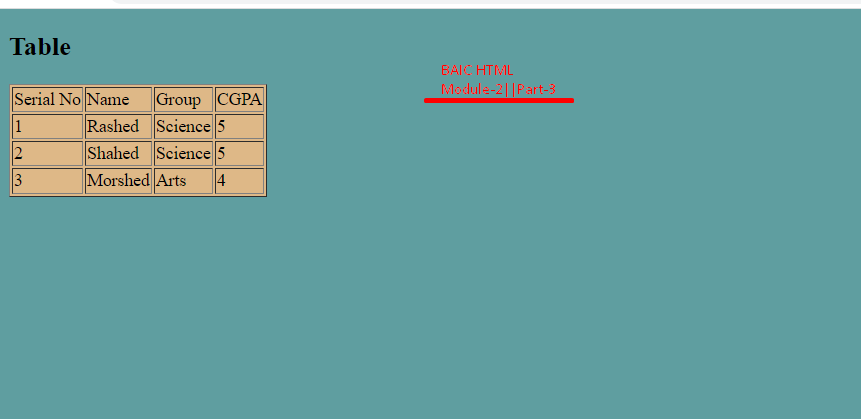 Table
BAIC HTML
Module-2||Part-3
Serial No Name Group CGPA
1 Rashed Science 5
2 Shahed Science 5
3 Morshed Arts 4